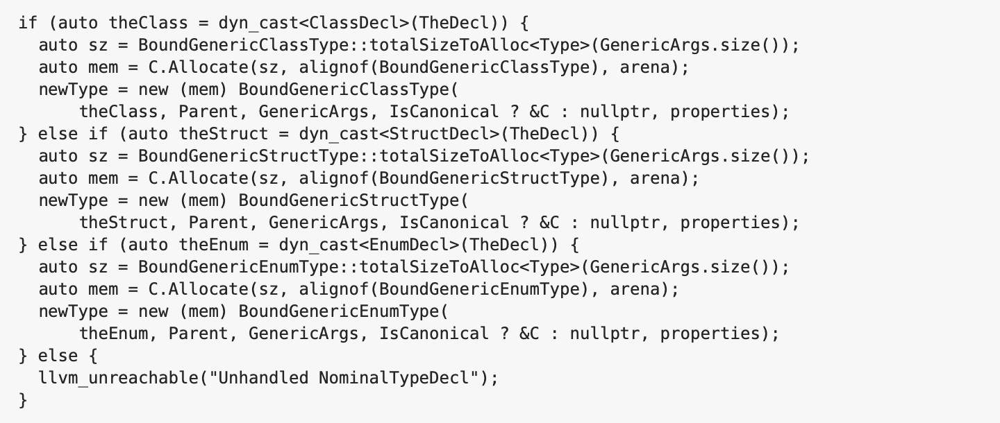 if (auto theClass = dyn_cast<ClassDecl>(TheDecl)) {
  auto sz = BoundGenericClassType::totalSizeToAlloc<Type>(GenericArgs.size());
  auto mem = C.Allocate(sz, alignof(BoundGenericClassType), arena);
  newType = new (mem) BoundGenericClassType(
      theClass, Parent, GenericArgs, IsCanonical ? &C : nullptr, properties);
} else if (auto theStruct = dyn_cast<StructDecl>(TheDecl)) {
  auto sz = BoundGenericStructType::totalSizeToAlloc<Type>(GenericArgs.size());
  auto mem = C.Allocate(sz, alignof(BoundGenericStructType), arena);
  newType = new (mem) BoundGenericStructType(
      theStruct, Parent, GenericArgs, IsCanonical ? &C : nullptr, properties);
} else if (auto theEnum = dyn_cast<EnumDecl>(TheDecl)) {
  auto sz = BoundGenericEnumType::totalSizeToAlloc<Type>(GenericArgs.size());
  auto mem = C.Allocate(sz, alignof(BoundGenericEnumType), arena);
  newType = new (mem) BoundGenericEnumType(
      theEnum, Parent, GenericArgs, IsCanonical ? &C : nullptr, properties);
} else {
  llvm_unreachable("Unhandled NominalTypeDecl");
}